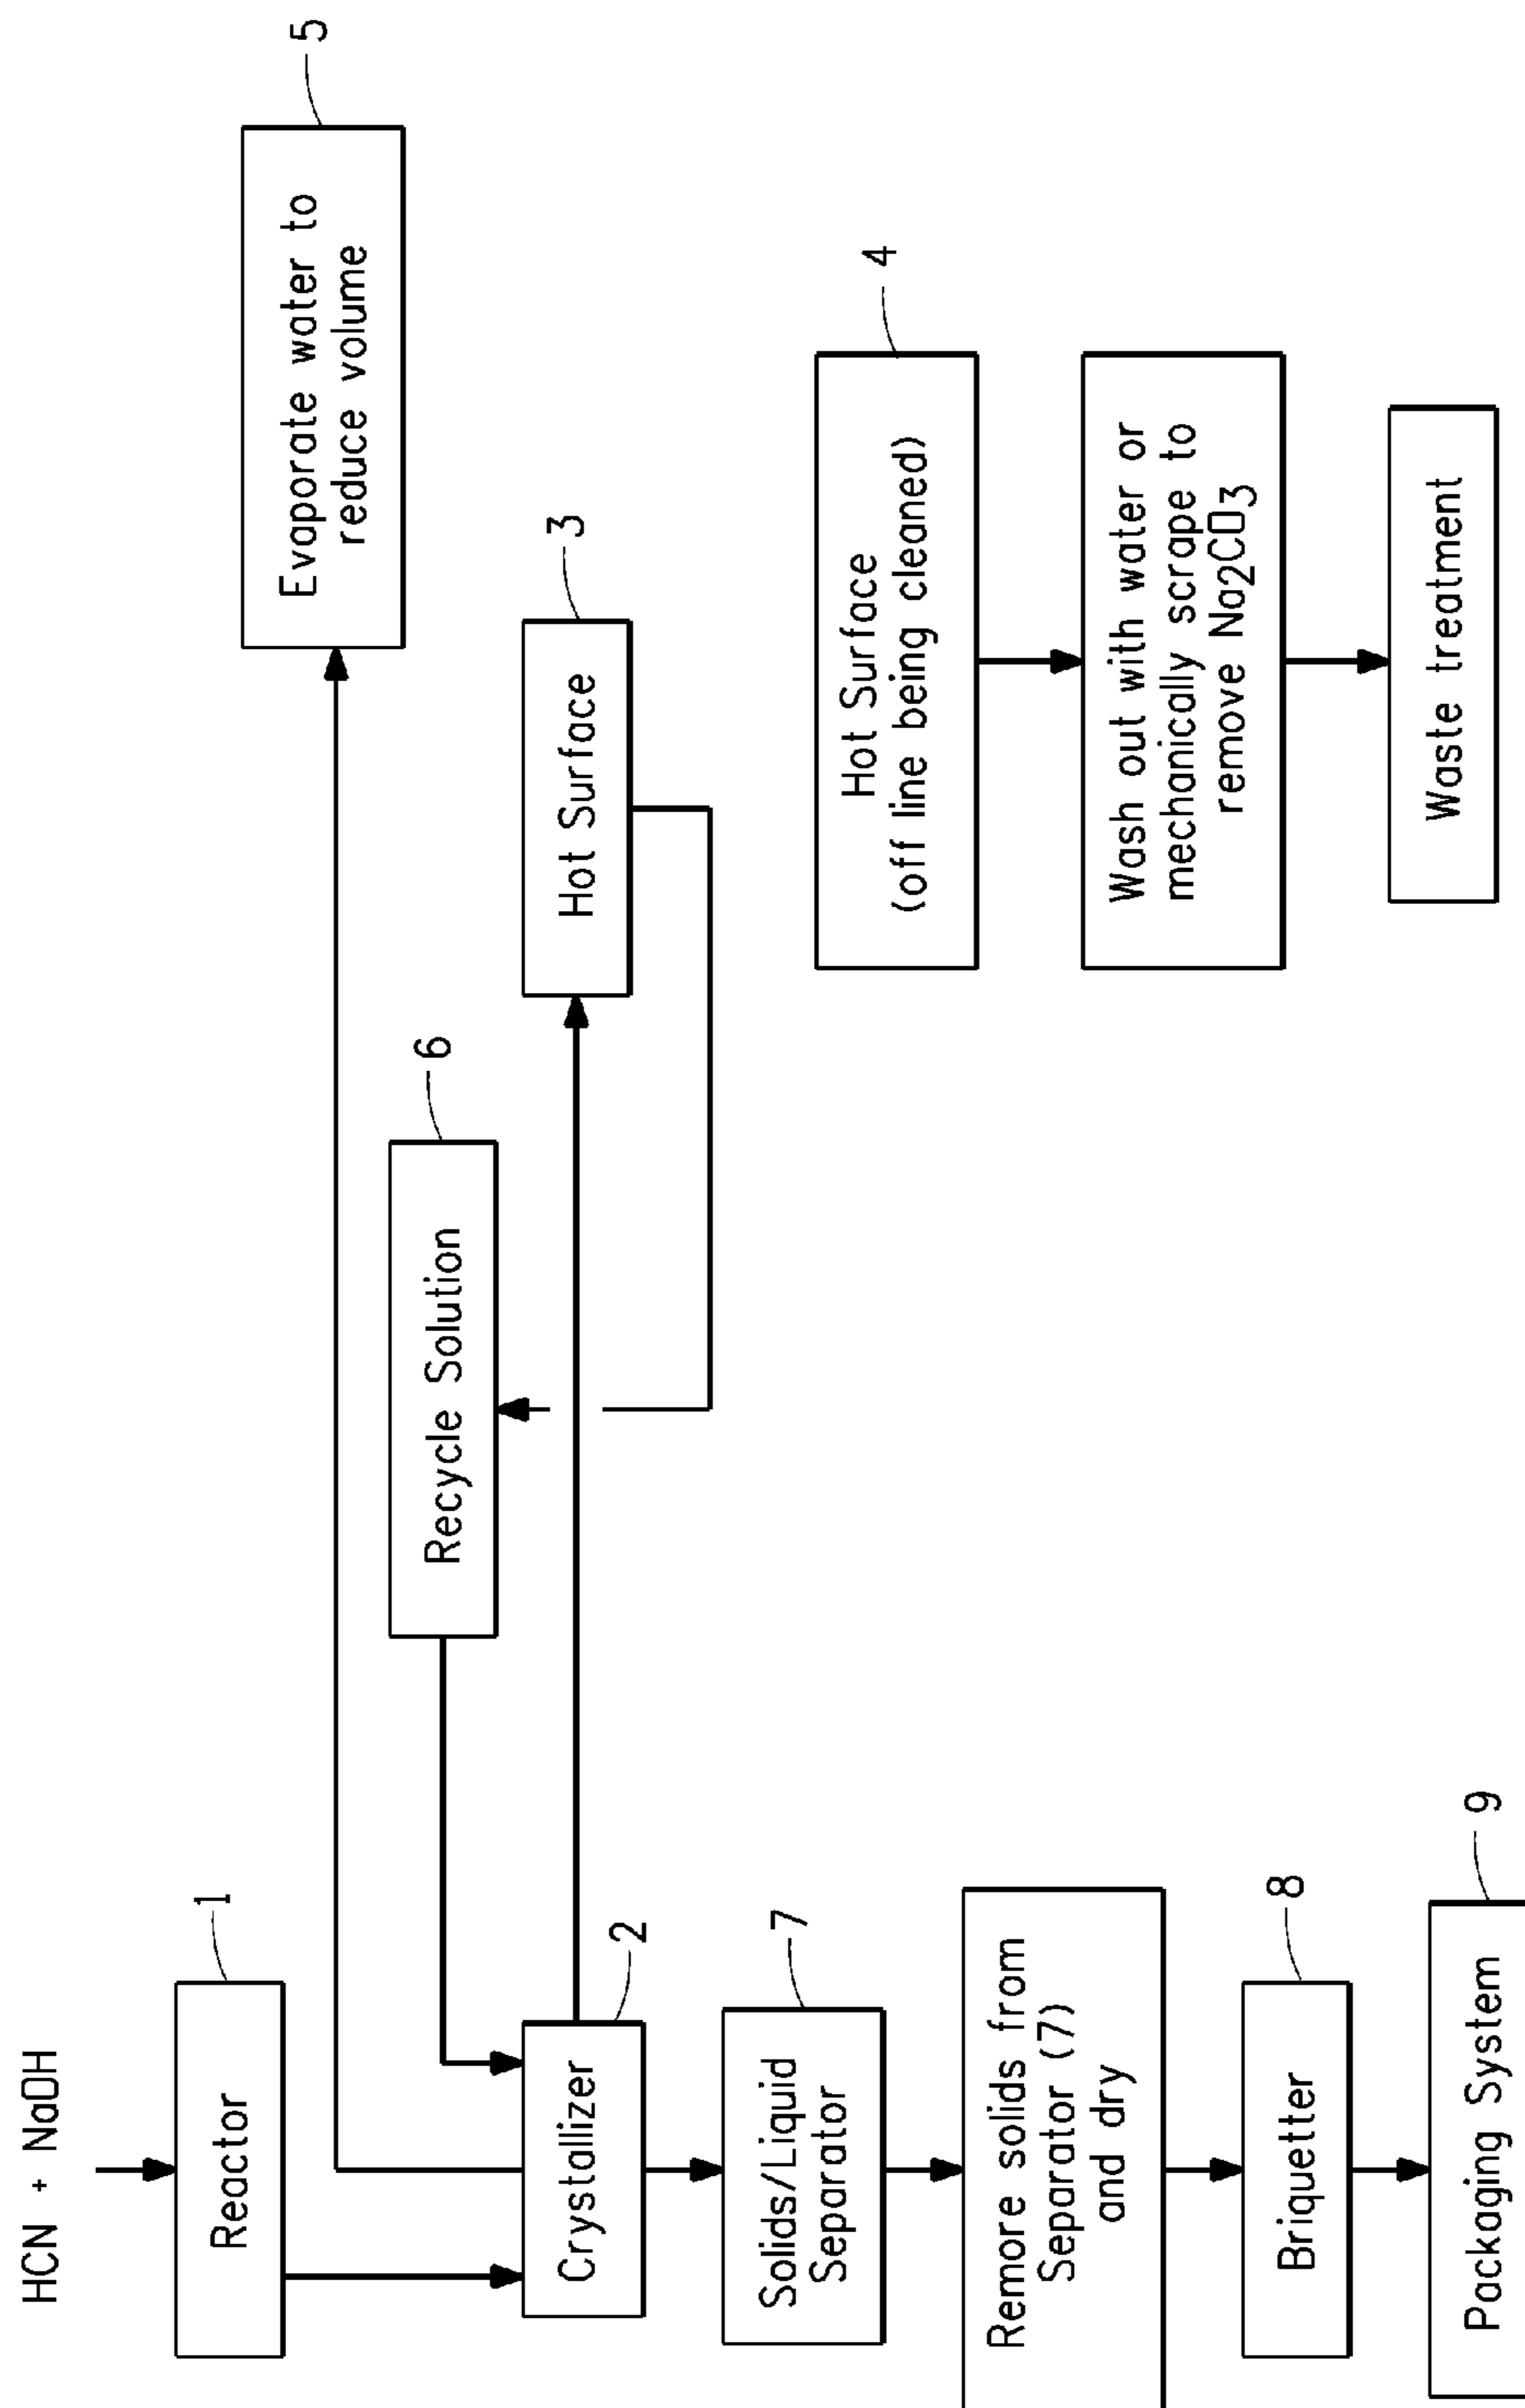 HCN + NaOH
1
Reactor
5
Evaporate water to
reduce volume
6
Recycle Solution
2
Crystallizer
3
Hot Surface
7
Solids/Liquid
Separator
4
Hot Surface
(off line being cleaned)
Remore solids from
Separator (7)
and dry
Wash out with water or
mechanically scrape to
remove Na2CO3
8
Briquetter
Waste treatment
9
Packaging System